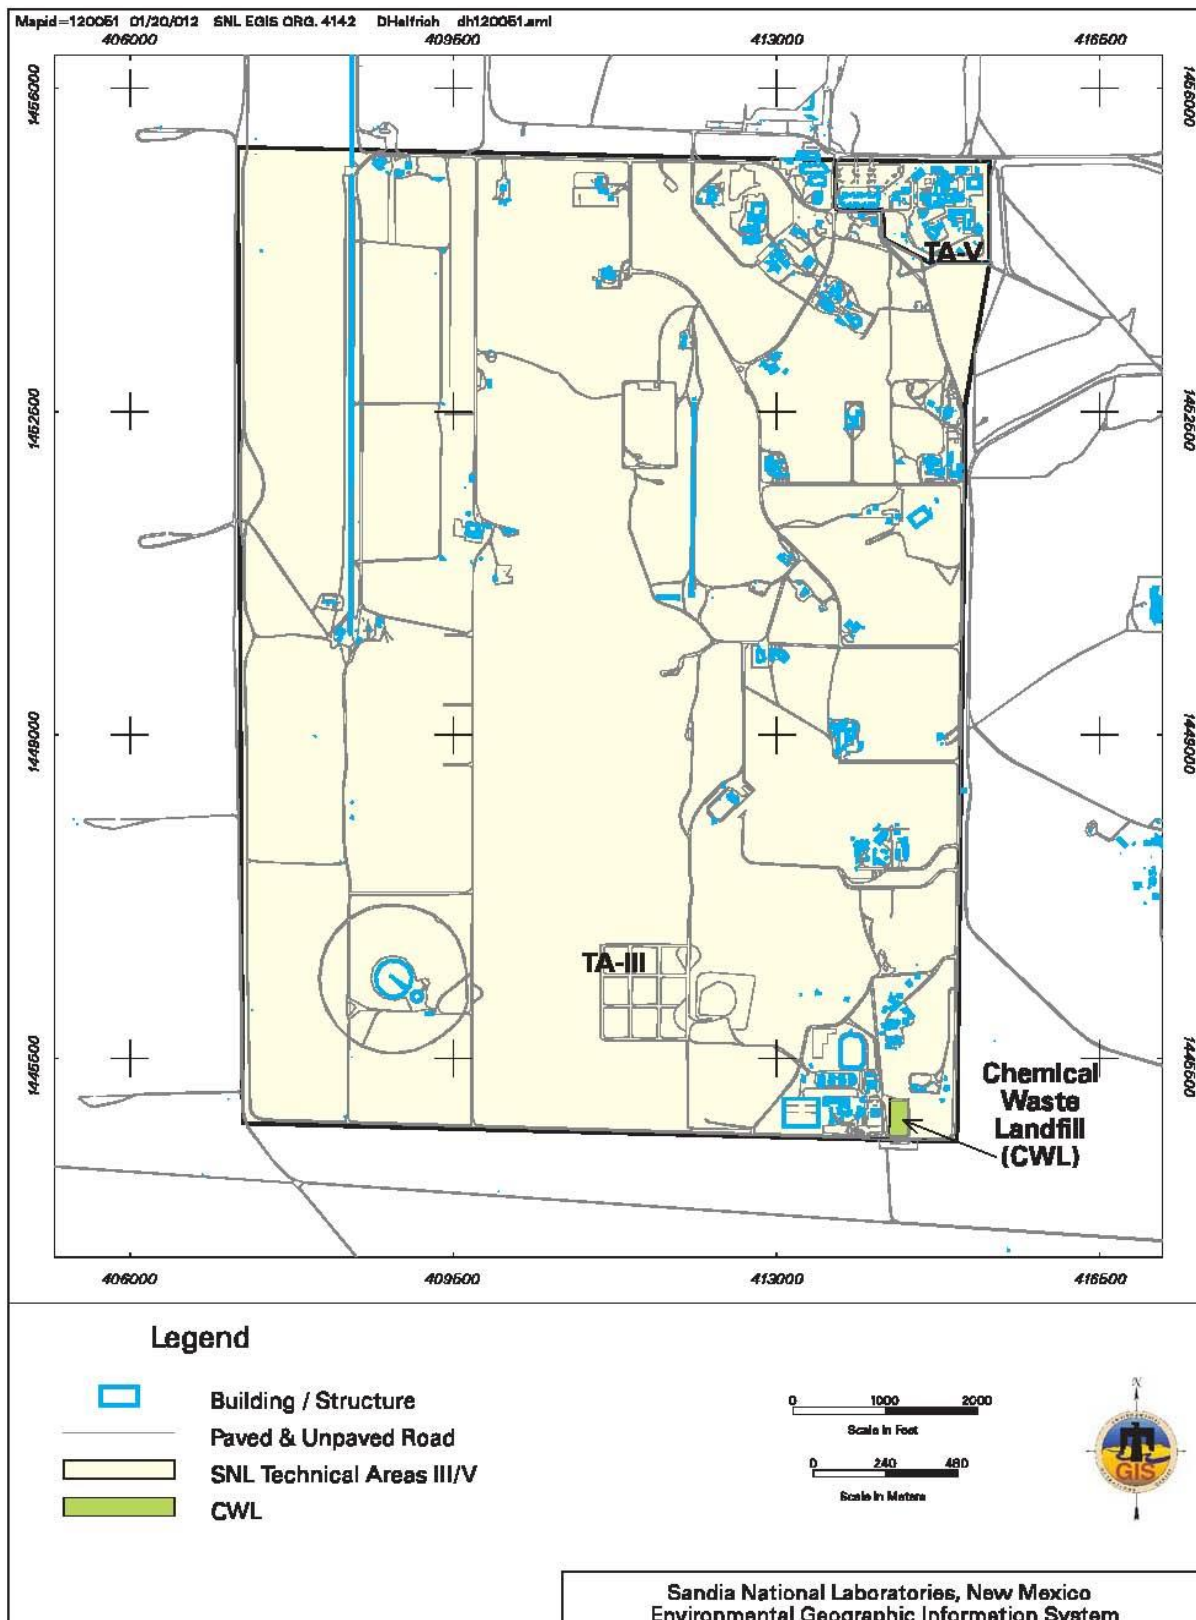 Mapid=120051 01/20/012 SNL EGIS ORG. 4142 DHelfrich dh120051.aml
406000 409500 413000 416500
1456000 1456000
TA-V
1452500 1452500
1449000 1449000
TA-III
1445500 1445500
Chemical
Waste
Landfill
(CWL)
406000 409500 413000 416500
Legend
Building / Structure
Paved & Unpaved Road
SNL Technical Areas III/V
CWL
0 1000 2000
Scale in Feet
0 240 480
Scale in Meters
N
GIS
Sandia National Laboratories, New Mexico
Environmental Geographic Information System